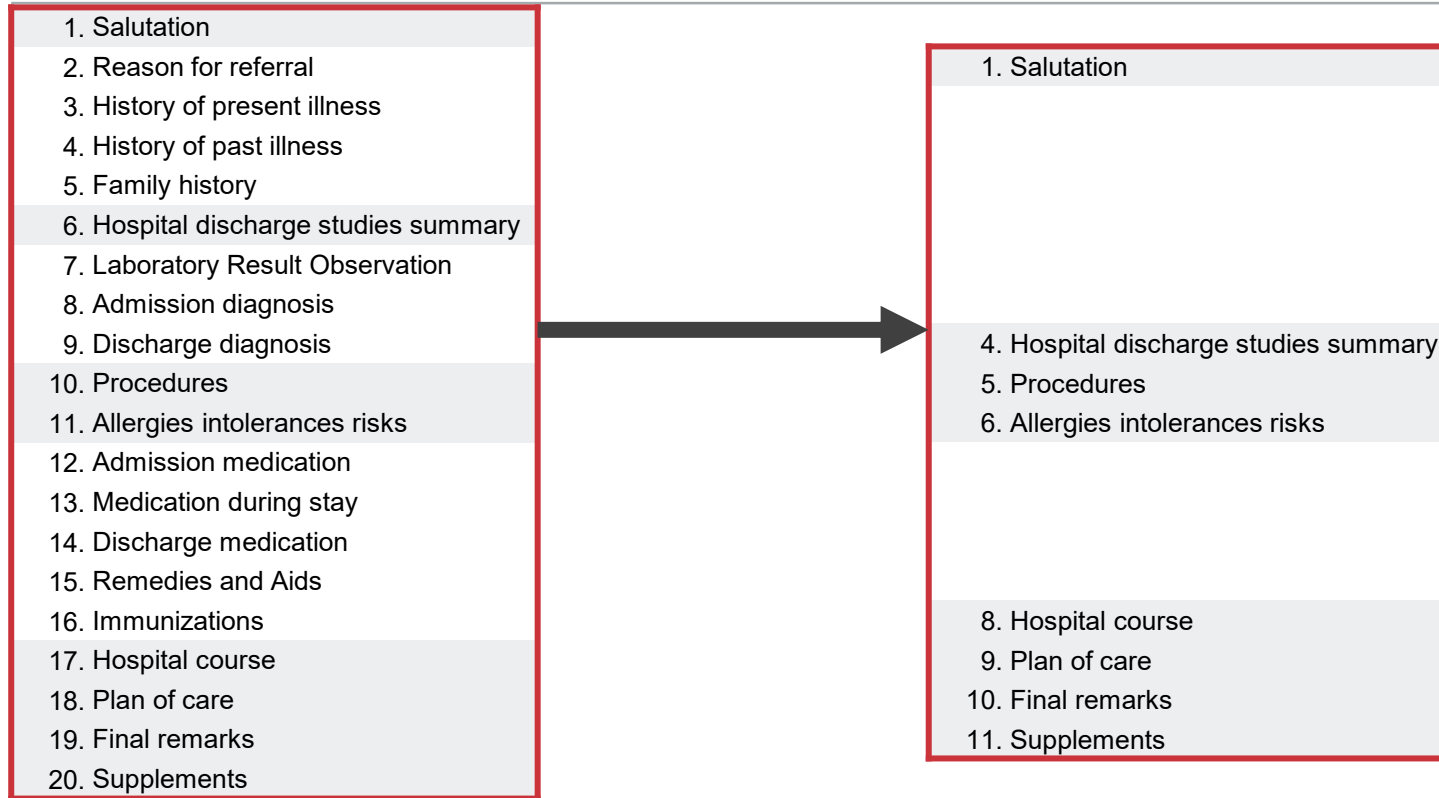 1. Salutation
2. Reason for referral
3. History of present illness
4. History of past illness
5. Family history
6. Hospital discharge studies summary
7. Laboratory Result Observation
8. Admission diagnosis
9. Discharge diagnosis
10. Procedures
11. Allergies intolerances risks
12. Admission medication
13. Medication during stay
14. Discharge medication
15. Remedies and Aids
16. Immunizations
17. Hospital course
18. Plan of care
19. Final remarks
20. Supplements
1. Salutation
4. Hospital discharge studies summary
5. Procedures
6. Allergies intolerances risks
8. Hospital course
9. Plan of care
10. Final remarks
11. Supplements